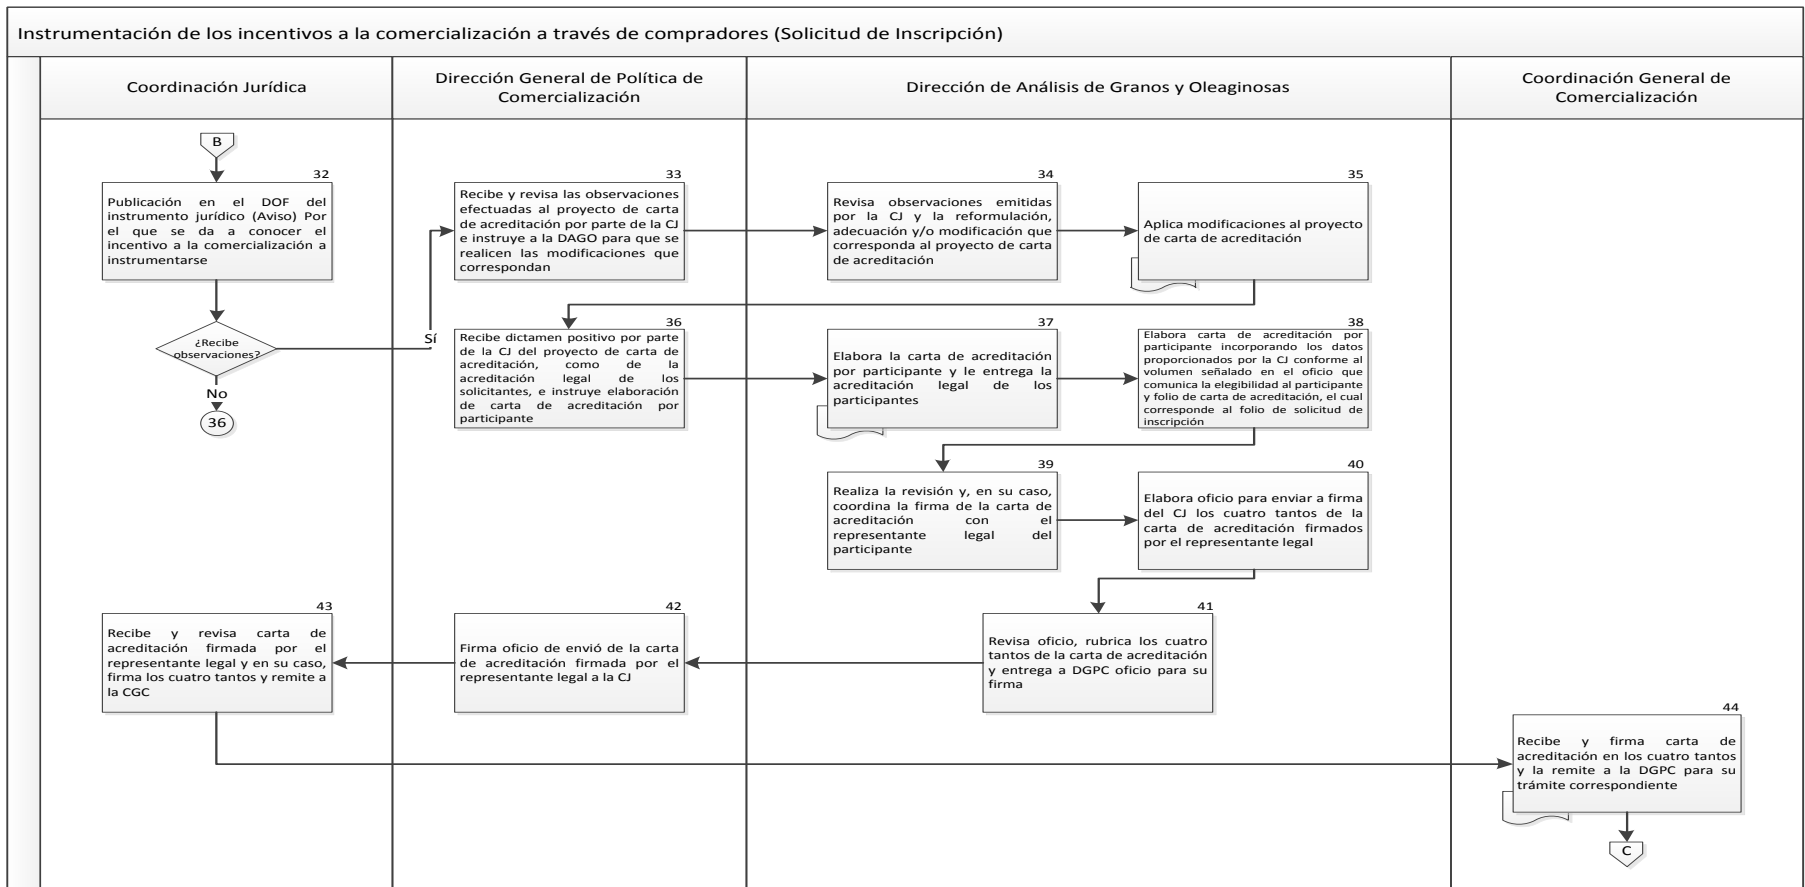 Instrumentación de los incentivos a la comercialización a través de compradores (Solicitud de Inscripción)
Coordinación Jurídica
Dirección General de Política de
Comercialización
Dirección de Análisis de Granos y Oleaginosas
Coordinación General de
Comercialización
B
32
Publicación en el DOF del
instrumento jurídico (Aviso) Por
el que se da a conocer el
incentivo a la comercialización a
instrumentarse
¿Recibe
observaciones?
Sí
No
36
33
Recibe y revisa las observaciones
efectuadas al proyecto de carta
de acreditación por parte de la CJ
e instruye a la DAGO para que se
realicen las modificaciones que
correspondan
34
Revisa observaciones emitidas
por la CJ y la reformulación,
adecuación y/o modificación que
corresponda al proyecto de carta
de acreditación
35
Aplica modificaciones al proyecto
de carta de acreditación
36
Recibe dictamen positivo por parte
de la CJ del proyecto de carta de
acreditación, como de la
acreditación legal de los
solicitantes, e instruye elaboración
de carta de acreditación por
participante
37
Elabora la carta de acreditación
por participante y le entrega la
acreditación legal de los
participantes
38
Elabora carta de acreditación por
participante incorporando los datos
proporcionados por la CJ conforme al
volumen señalado en el oficio que
comunica la elegibilidad al participante
y folio de carta de acreditación, el cual
corresponde al folio de solicitud de
inscripción
39
Realiza la revisión y, en su caso,
coordina la firma de la carta de
acreditación con el
representante legal del
participante
40
Elabora oficio para enviar a firma
del CJ los cuatro tantos de la
carta de acreditación firmados
por el representante legal
41
Revisa oficio, rubrica los cuatro
tantos de la carta de acreditación
y entrega a DGPC oficio para su
firma
42
Firma oficio de envió de la carta
de acreditación firmada por el
representante legal a la CJ
43
Recibe y revisa carta de
acreditación firmada por el
representante legal y en su caso,
firma los cuatro tantos y remite a
la CGC
44
Recibe y firma carta de
acreditación en los cuatro tantos
y la remite a la DGPC para su
trámite correspondiente
C